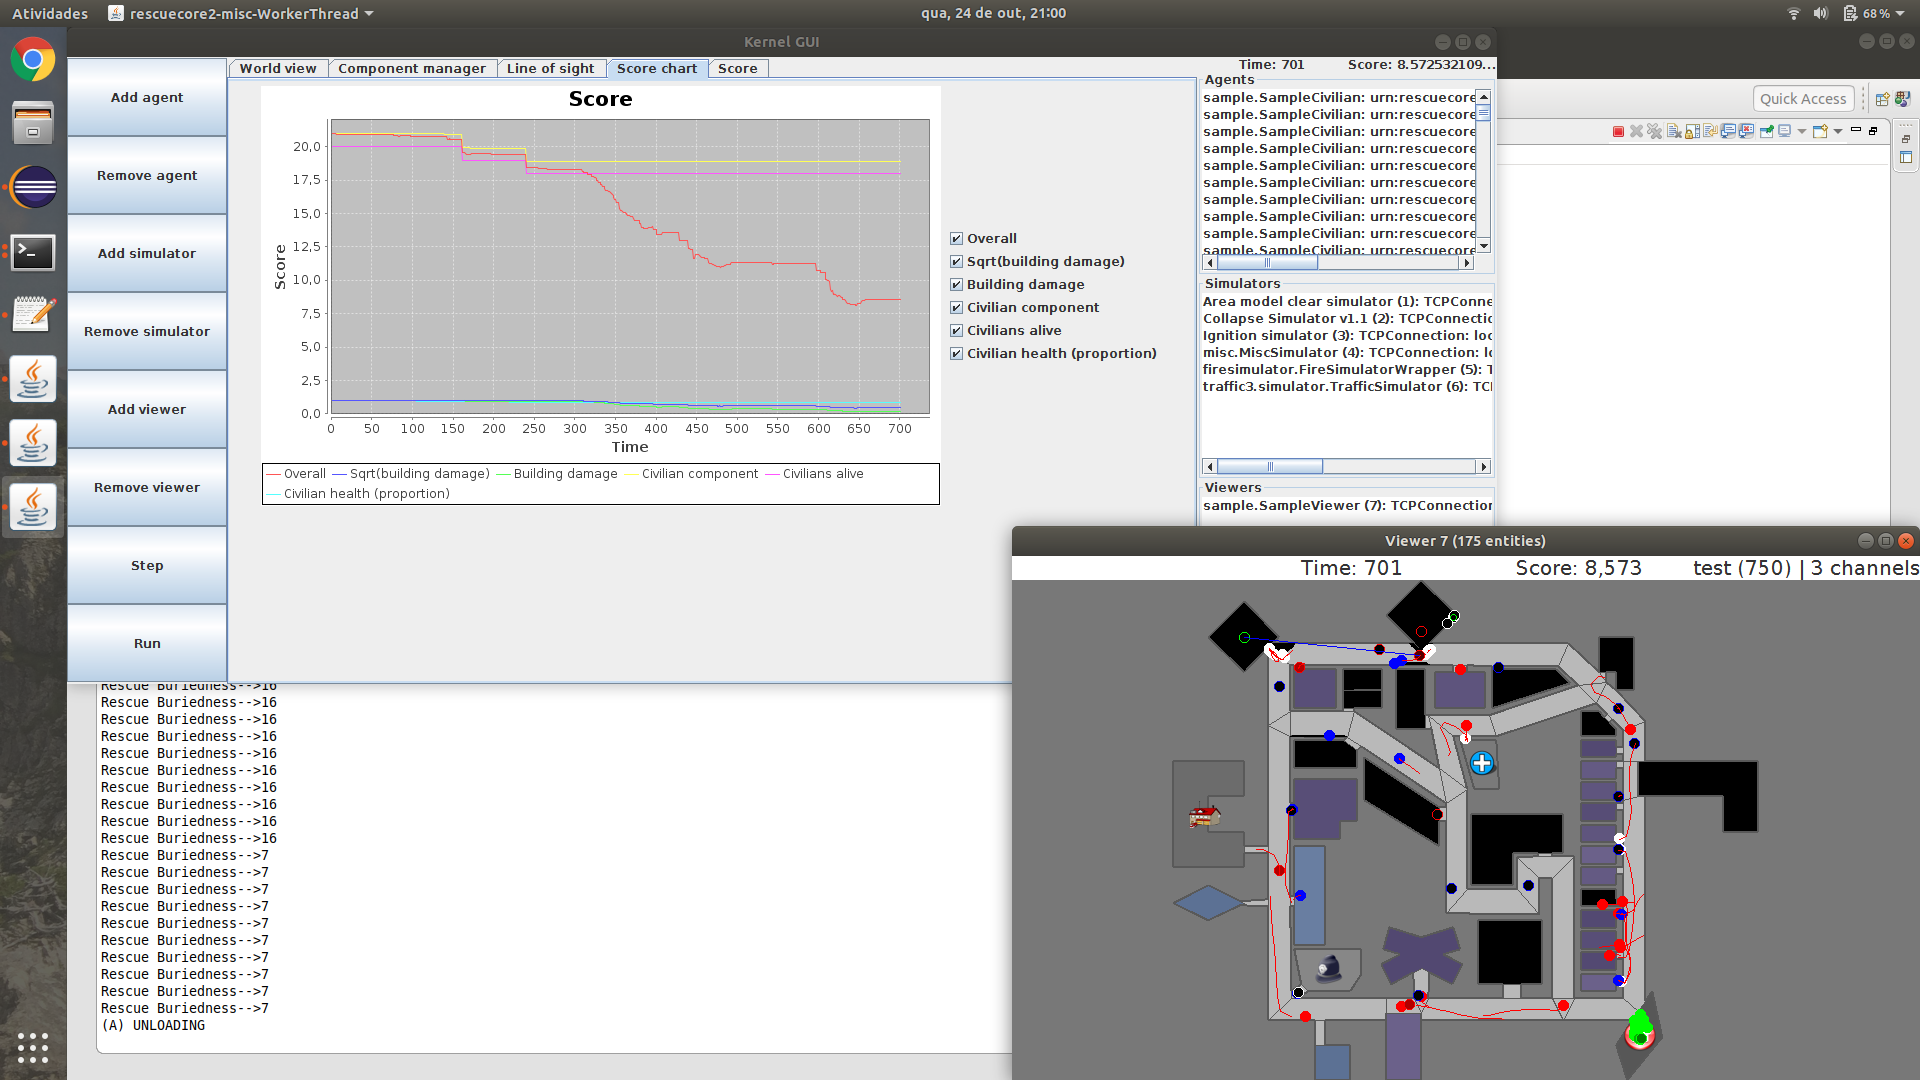 Atividades
rescuecore2-misc-WorkerThread
qua, 24 de out, 21:00
68 %
Kernel GUI
Add agent
Remove agent
Add simulator
Remove simulator
Add viewer
Remove viewer
Step
Run
World view
Component manager
Line of sight
Score chart
Score
Time: 701
Score: 8.572532109...
Score
20,0
17,5
15,0
12,5
10,0
7,5
5,0
2,5
0,0
Score
0 50 100 150 200 250 300 350 400 450 500 550 600 650 700
Time
Overall
Sqrt(building damage)
Building damage
Civilian component
Civilians alive
Civilian health (proportion)
Overall Sqrt(building damage) Building damage Civilian component Civilians alive
Civilian health (proportion)
Agents
sample.SampleCivilian: urn:rescuecore
sample.SampleCivilian: urn:rescuecore
sample.SampleCivilian: urn:rescuecore
sample.SampleCivilian: urn:rescuecore
sample.SampleCivilian: urn:rescuecore
sample.SampleCivilian: urn:rescuecore
sample.SampleCivilian: urn:rescuecore
sample.SampleCivilian: urn:rescuecore
sample.SampleCivilian: urn:rescuecore
sample.SampleCivilian: urn:rescuecore
Simulators
Area model clear simulator (1): TCPConne
Collapse Simulator v1.1 (2): TCPConnectic
Ignition simulator (3): TCPConnection: loc
misc.MiscSimulator (4): TCPConnection: lo
firesimulator.FireSimulatorWrapper (5): T
traffic3.simulator.TrafficSimulator (6): TCI
Viewers
sample.SampleViewer (7): TCPConnection
Quick Access
Viewer 7 (175 entities)
Time: 701
Score: 8,573
test (750) | 3 channels
Rescue Buriedness-->16
Rescue Buriedness-->16
Rescue Buriedness-->16
Rescue Buriedness-->16
Rescue Buriedness-->16
Rescue Buriedness-->16
Rescue Buriedness-->16
Rescue Buriedness-->16
Rescue Buriedness-->16
Rescue Buriedness-->16
Rescue Buriedness-->7
Rescue Buriedness-->7
Rescue Buriedness-->7
Rescue Buriedness-->7
Rescue Buriedness-->7
Rescue Buriedness-->7
Rescue Buriedness-->7
Rescue Buriedness-->7
Rescue Buriedness-->7
Rescue Buriedness-->7
(A) UNLOADING